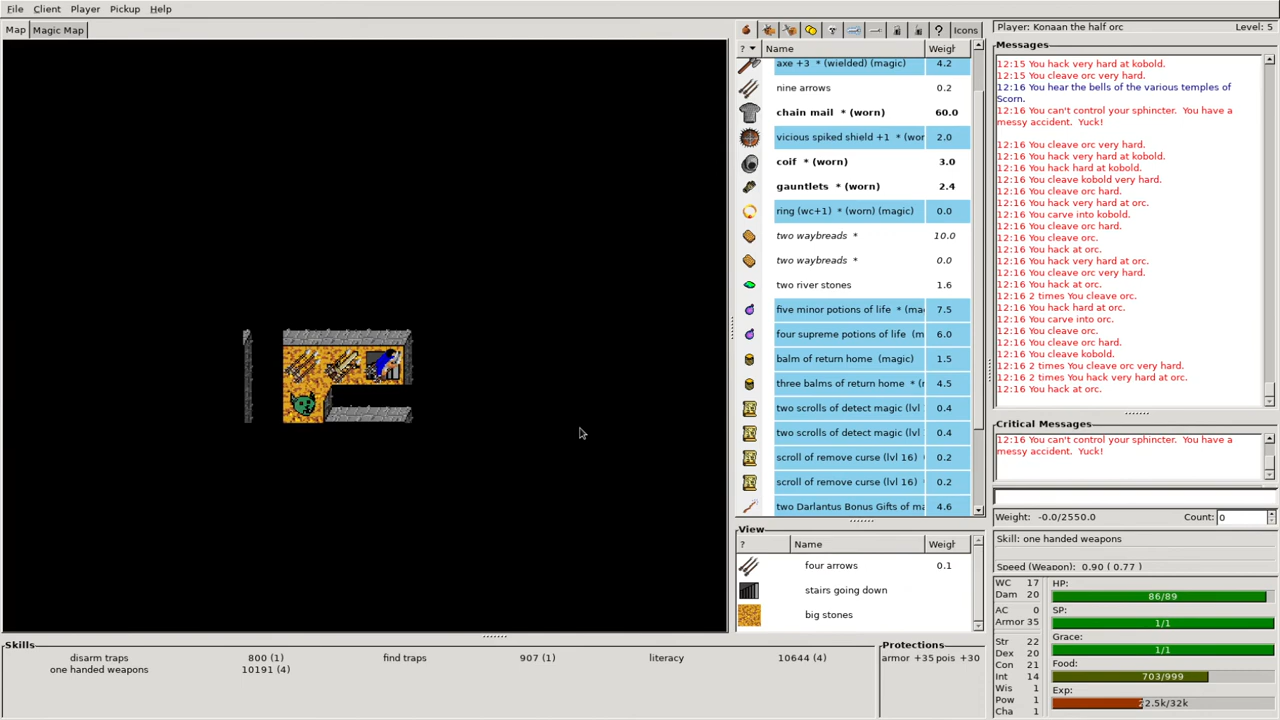 File Client Player Pickup Help
Map Magic Map
Icons
? Name Weigh
axe +3 * (wielded) (magic) 4.2
nine arrows 0.2
chain mail * (worn) 60.0
vicious spiked shield +1 * (wor 2.0
coif * (worn) 3.0
gauntlets * (worn) 2.4
ring (wc+1) * (worn) (magic) 0.0
two waybreads * 10.0
two waybreads * 0.0
two river stones 1.6
five minor potions of life * (ma 7.5
four supreme potions of life (m 6.0
balm of return home (magic) 1.5
three balms of return home * (r 4.5
two scrolls of detect magic (lvl 0.4
two scrolls of detect magic (lvl 0.4
scroll of remove curse (lvl 16) 0.2
scroll of remove curse (lvl 16) 0.2
two Darlantus Bonus Gifts of ma 4.6
View
? Name Weigh
four arrows 0.1
stairs going down
big stones
Player: Konaan the half orc Level: 5
Messages
12:15 You hack very hard at kobold.
12:15 You cleave orc very hard.
12:16 You hear the bells of the various temples of
Scorn.
12:16 You can't control your sphincter. You have a
messy accident. Yuck!
12:16 You cleave orc very hard.
12:16 You hack very hard at kobold.
12:16 You hack hard at kobold.
12:16 You cleave kobold very hard.
12:16 You cleave orc hard.
12:16 You hack very hard at orc.
12:16 You carve into kobold.
12:16 You cleave orc hard.
12:16 You cleave orc.
12:16 You hack at orc.
12:16 You hack very hard at orc.
12:16 You cleave orc very hard.
12:16 You hack at orc.
12:16 2 times You cleave orc.
12:16 You hack hard at orc.
12:16 You carve into orc.
12:16 You cleave orc.
12:16 You cleave orc hard.
12:16 You cleave kobold.
12:16 2 times You cleave orc very hard.
12:16 2 times You hack very hard at orc.
12:16 You hack at orc.
Critical Messages
12:16 You can't control your sphincter. You have a
messy accident. Yuck!
Weight: -0.0/2550.0 Count: 0
Skill: one handed weapons
Speed (Weapon): 0.90 ( 0.77 )
WC 17
Dam 20
AC 0
Armor 35
Str 22
Dex 20
Con 21
Int 14
Wis 1
Pow 1
Cha 1
HP:
86/89
SP:
1/1
Grace:
1/1
Food:
703/999
Exp:
22.5k/32k
Skills
disarm traps 800 (1) find traps 907 (1) literacy 10644 (4)
one handed weapons 10191 (4)
Protections
armor +35 pois +30